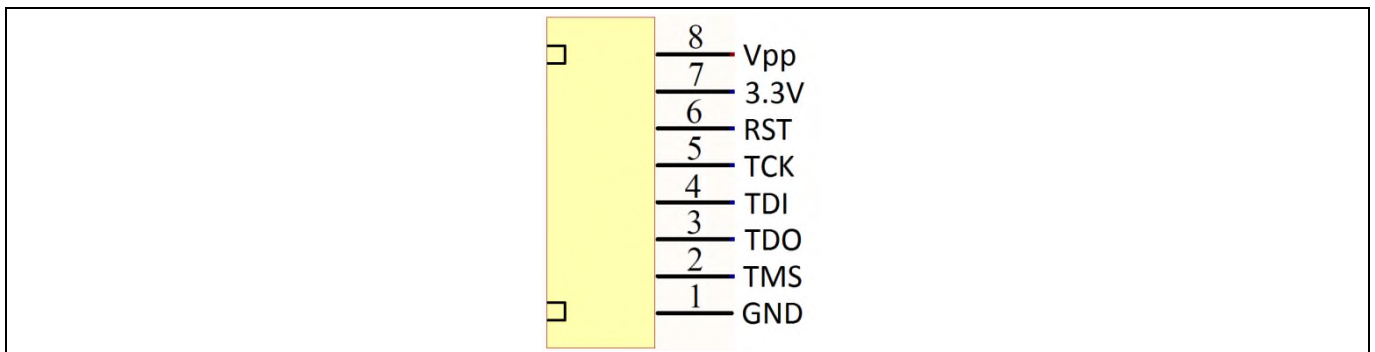 8 Vpp
7 3.3V
6 RST
5 TCK
4 TDI
3 TDO
2 TMS
1 GND